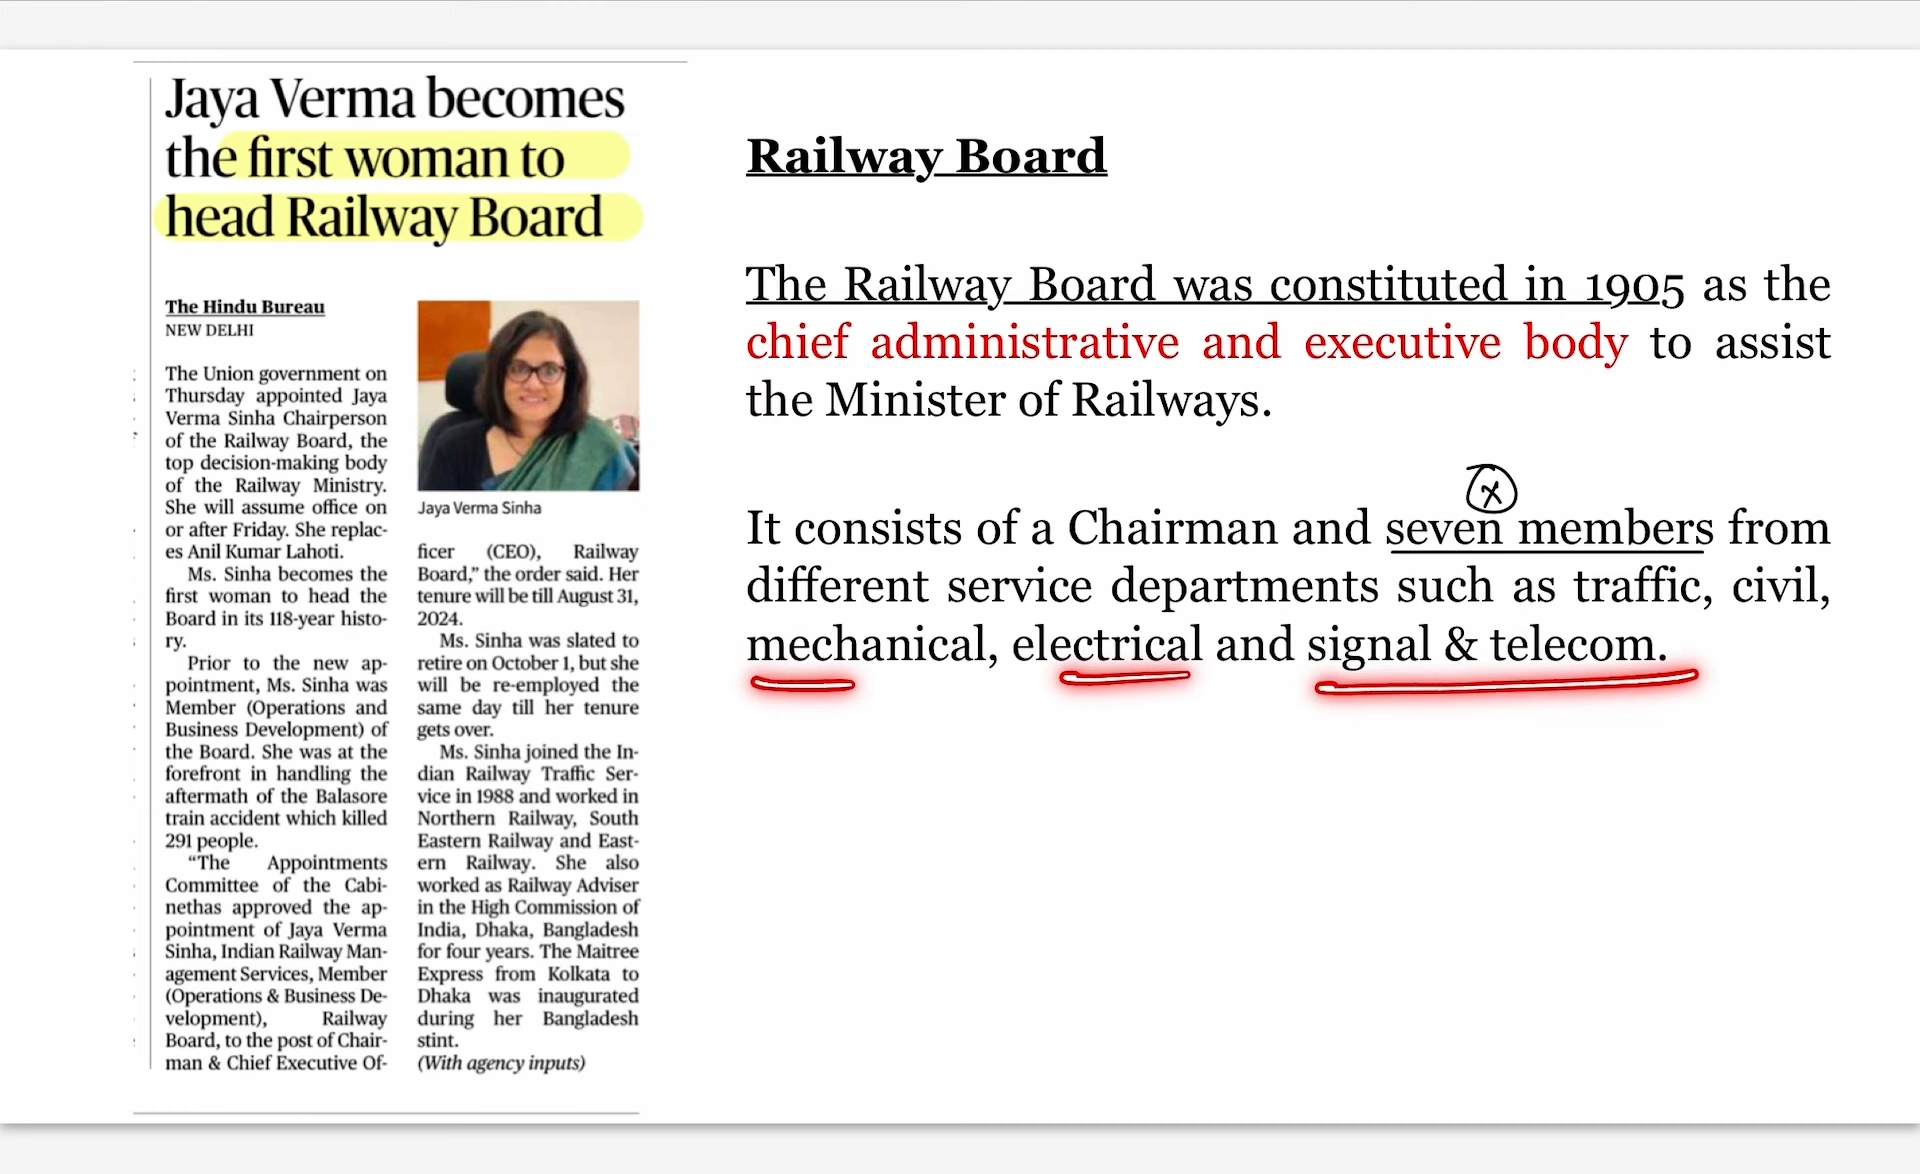 Jaya Verma becomes
the first woman to
head Railway Board
The Hindu Bureau
NEW DELHI
The Union government on
Thursday appointed Jaya
Verma Sinha Chairperson
of the Railway Board, the
top decision-making body
of the Railway Ministry.
She will assume office on
or after Friday. She replac-
es Anil Kumar Lahoti.
Ms. Sinha becomes the
first woman to head the
Board in its 118-year histo-
ry.
Prior to the new ap-
pointment, Ms. Sinha was
Member (Operations and
Business Development) of
the Board. She was at the
forefront in handling the
aftermath of the Balasore
train accident which killed
291 people.
“The Appointments
Committee of the Cabi-
nethas approved the ap-
pointment of Jaya Verma
Sinha, Indian Railway Man-
agement Services, Member
(Operations & Business De-
velopment), Railway
Board, to the post of Chair-
man & Chief Executive Of-
Jaya Verma Sinha
ficer (CEO), Railway
Board,” the order said. Her
tenure will be till August 31,
2024.
Ms. Sinha was slated to
retire on October 1, but she
will be re-employed the
same day till her tenure
gets over.
Ms. Sinha joined the In-
dian Railway Traffic Ser-
vice in 1988 and worked in
Northern Railway, South
Eastern Railway and East-
ern Railway. She also
worked as Railway Adviser
in the High Commission of
India, Dhaka, Bangladesh
for four years. The Maitree
Express from Kolkata to
Dhaka was inaugurated
during her Bangladesh
stint.
(With agency inputs)
Railway Board
The Railway Board was constituted in 1905 as the
chief administrative and executive body to assist
the Minister of Railways.
x
It consists of a Chairman and seven members from
different service departments such as traffic, civil,
mechanical, electrical and signal & telecom.